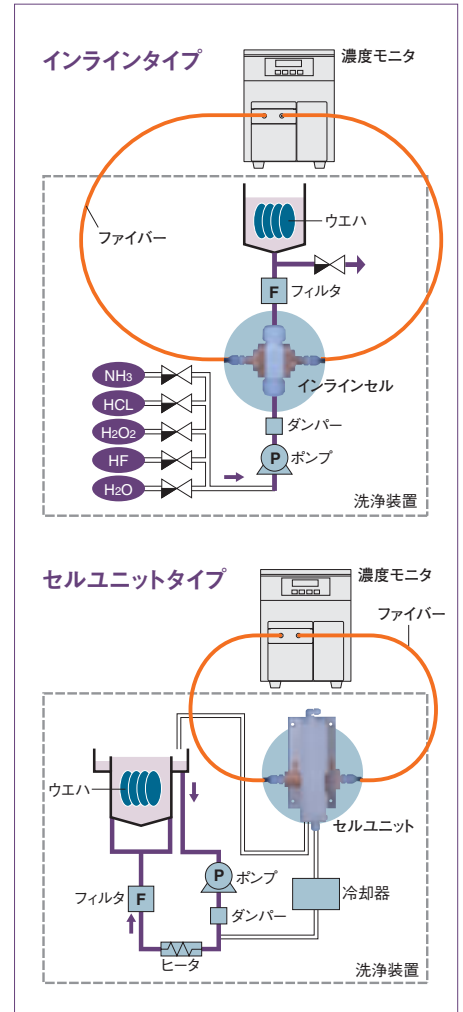 インラインタイプ
濃度モニタ
ファイバー
ウエハ
F フィルタ
インラインセル
NH3
HCL
H2O2
HF
H2O
ダンパー
P ポンプ
洗浄装置
セルユニットタイプ
濃度モニタ
ファイバー
ウエハ
セルユニット
P ポンプ
フィルタ F
冷却器
ダンパー
ヒータ
洗浄装置